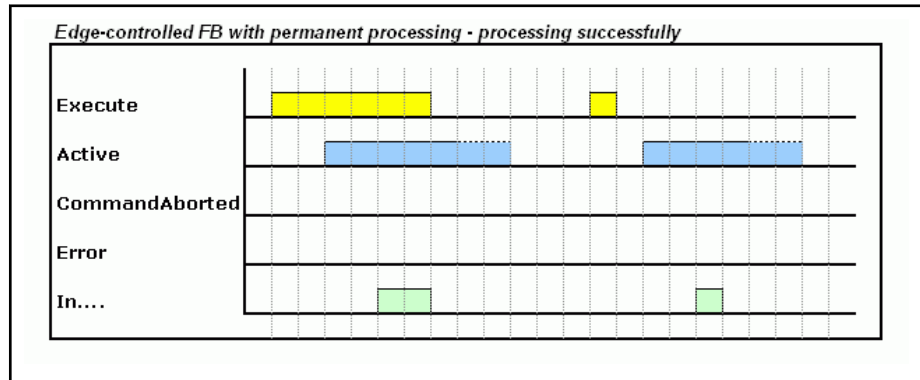 Edge-controlled FB with permanent processing - processing successfully
Execute
Active
CommandAborted
Error
In....